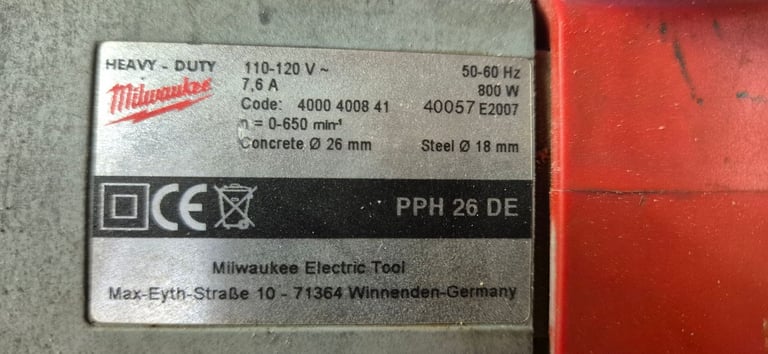 HEAVY - DUTY
Milwaukee
110-120 V ~ 50-60 Hz
7,6 A 800 W
Code: 4000 4008 41 40057 E2007
n = 0-650 min-¹
Concrete Ø 26 mm Steel Ø 18 mm
CE
PPH 26 DE
Milwaukee Electric Tool
Max-Eyth-Straße 10 - 71364 Winnenden-Germany